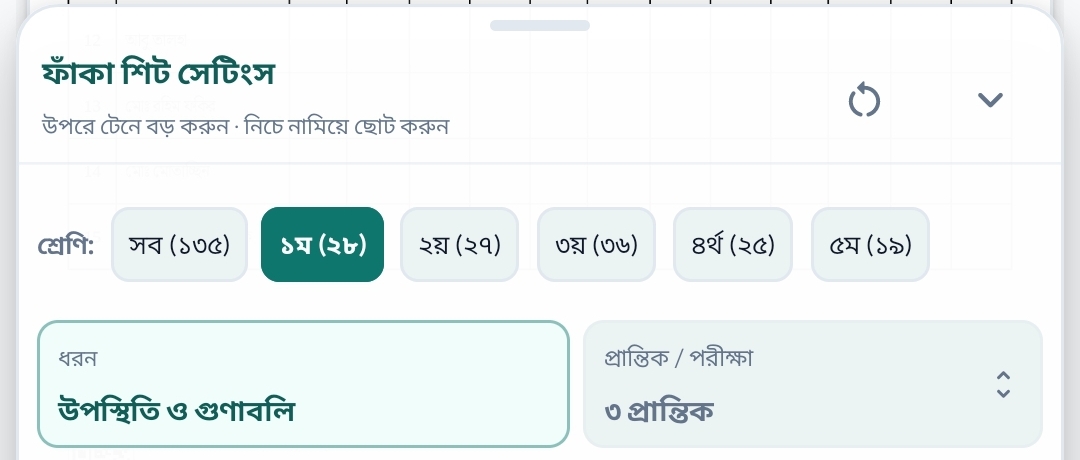 ফাঁকা শিট সেটিংস
উপরে টেনে বড় করুন · নিচে নামিয়ে ছোট করুন
শ্রেণি: সব (১৩৫) ১ম (২৮) ২য় (২৭) ৩য় (৩৬) ৪র্থ (২৫) ৫ম (১৯)
ধরন
উপস্থিতি ও গুণাবলি
প্রান্তিক / পরীক্ষা
৩ প্রান্তিক